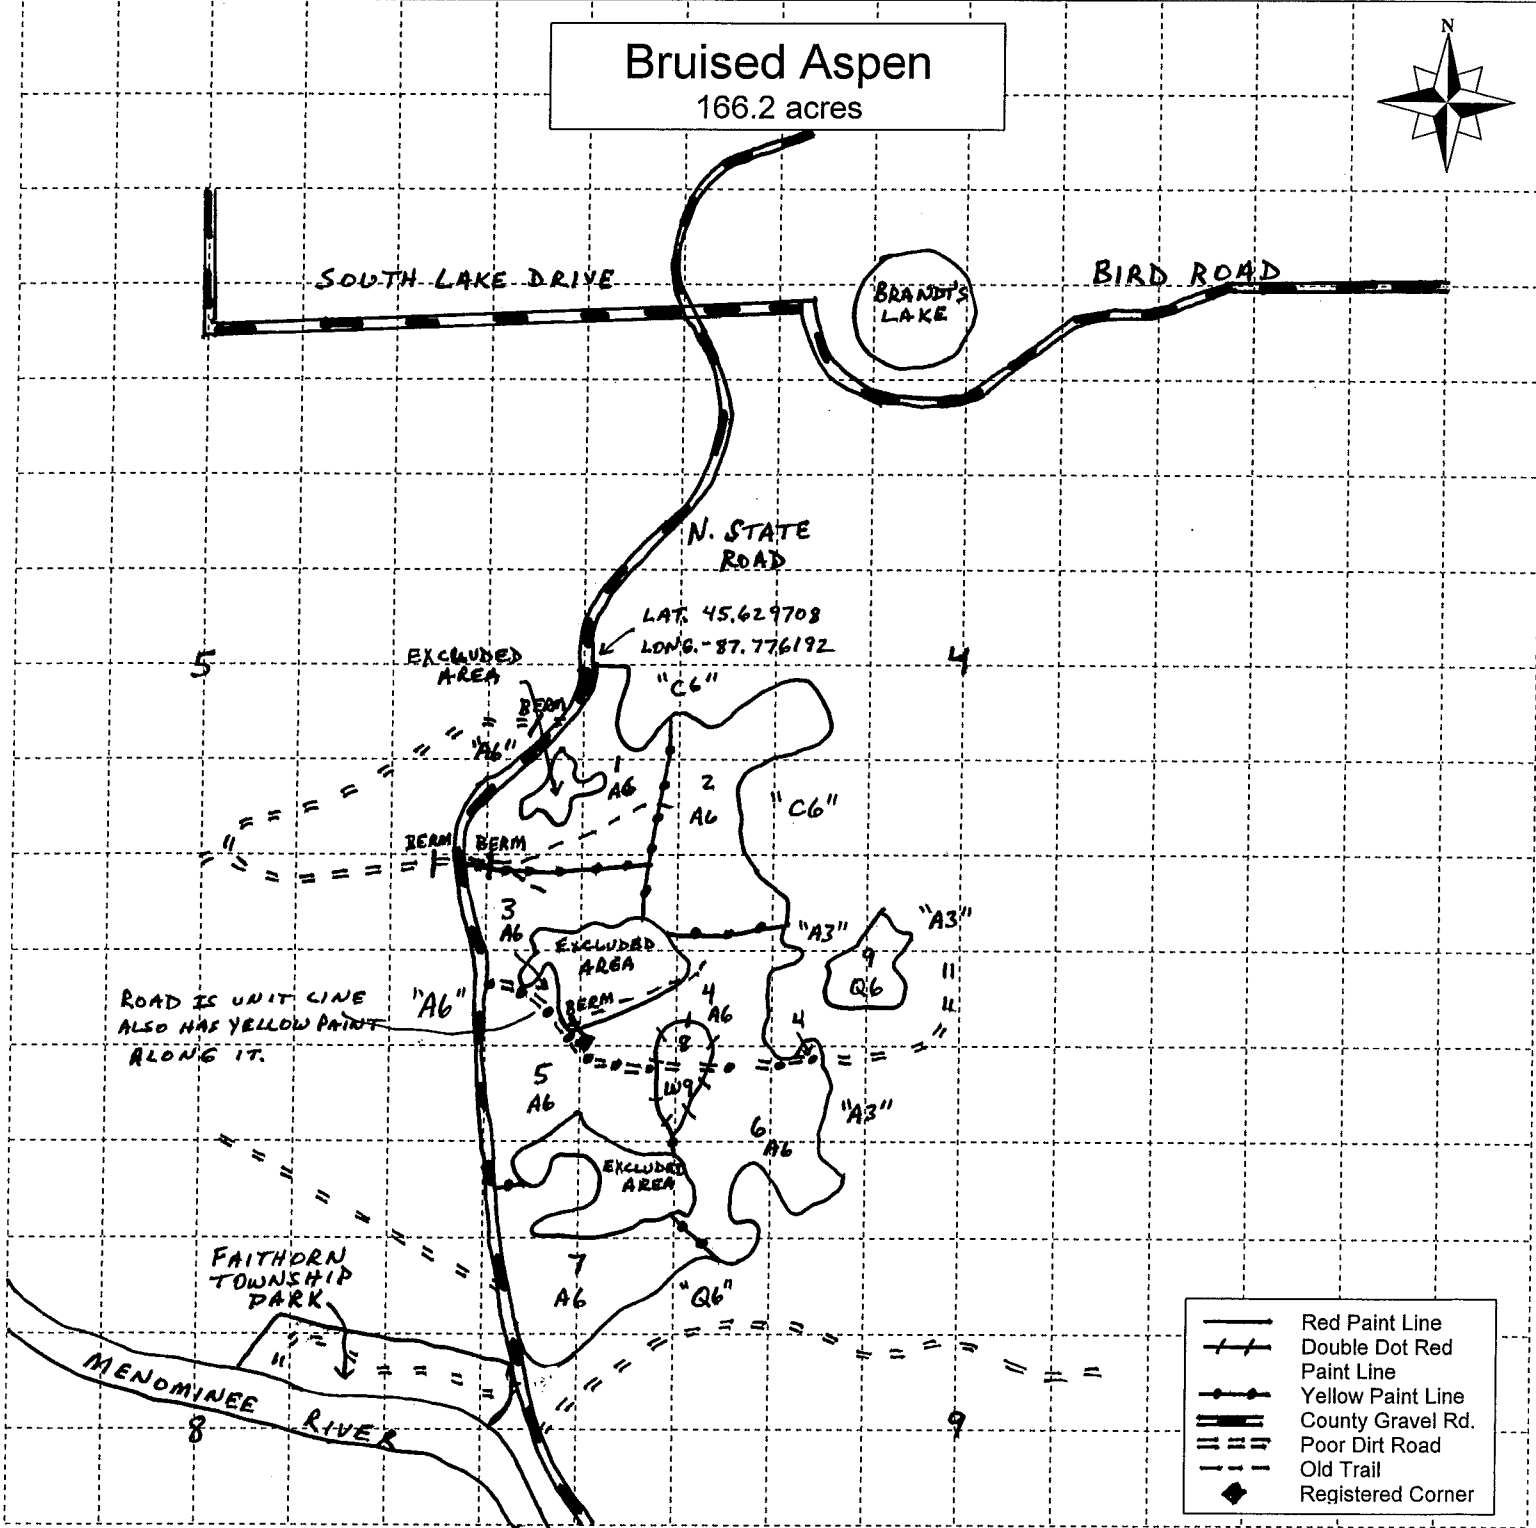 Bruised Aspen
166.2 acres
N
SOUTH LAKE DRIVE
BRANDT'S
LAKE
BIRD ROAD
N. STATE
ROAD
LAT. 45.629708
LONG. -87.776192
5
EXCLUDED
AREA
4
"C6"
BERM
"A6"
1
A6
2
A6
"C6"
BERM
BERM
3
A6
EXCLUDED
AREA
"A3"
"A3"
9
Q6
ROAD IS UNIT LINE
ALSO HAS YELLOW PAINT
ALONG IT.
"A6"
BERM
4
A6
4
8
W9
5
A6
6
A6
"A3"
EXCLUDED
AREA
7
A6
"Q6"
FAITHORN
TOWNSHIP
PARK
MENOMINEE
RIVER
8
9
Red Paint Line
Double Dot Red
Paint Line
Yellow Paint Line
County Gravel Rd.
Poor Dirt Road
Old Trail
Registered Corner